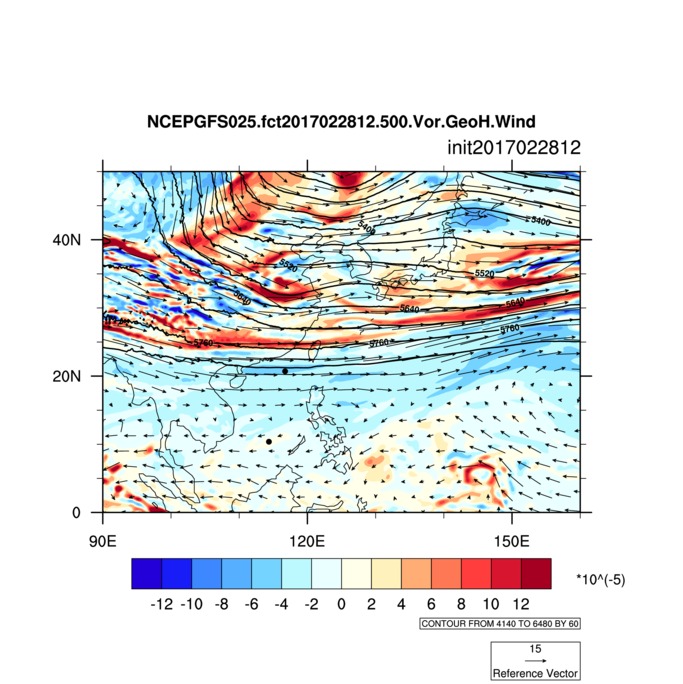 NCEPGFS025.fct2017022812.500.Vor.GeoH.Wind
init2017022812
5400
5400
40N
5520
5520
5640
5640
5640
5760
5760
5760
20N
0
90E 120E 150E
-12 -10 -8 -6 -4 -2 0 2 4 6 8 10 12
*10^(-5)
CONTOUR FROM 4140 TO 6480 BY 60
15
Reference Vector